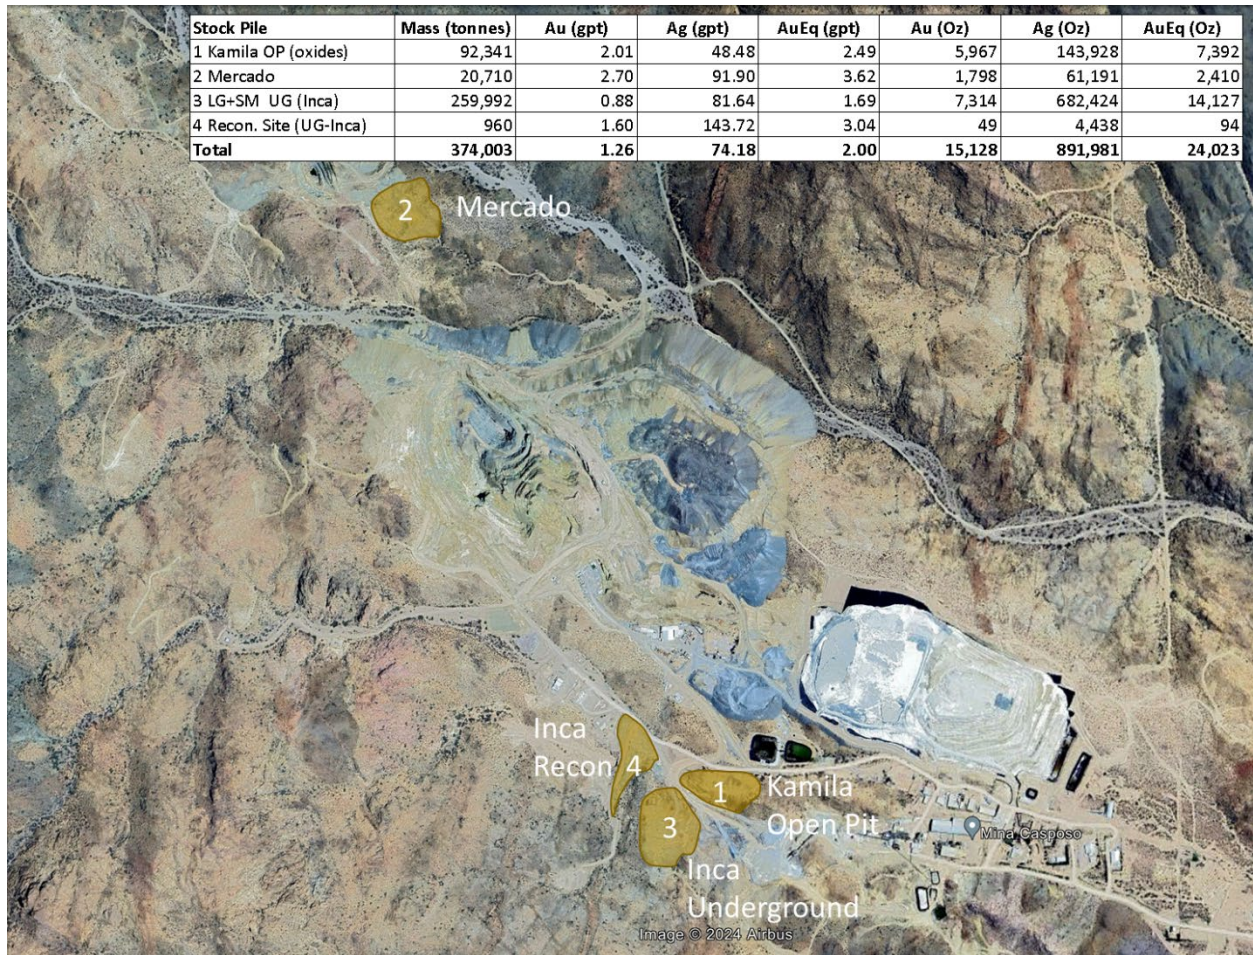 Stock Pile Mass (tonnes) Au (gpt) Ag (gpt) AuEq (gpt) Au (Oz) Ag (Oz) AuEq (Oz)
1 Kamila OP (oxides) 92,341 2.01 48.48 2.49 5,967 143,928 7,392
2 Mercado 20,710 2.70 91.90 3.62 1,798 61,191 2,410
3 LG+SM UG (Inca) 259,992 0.88 81.64 1.69 7,314 682,424 14,127
4 Recon. Site (UG-Inca) 960 1.60 143.72 3.04 49 4,438 94
Total 374,003 1.26 74.18 2.00 15,128 891,981 24,023
2 Mercado
Inca
Recon 4
1 Kamila
Open Pit
3
Mina Casposo
Inca
Underground
Image © 2024 Airbus